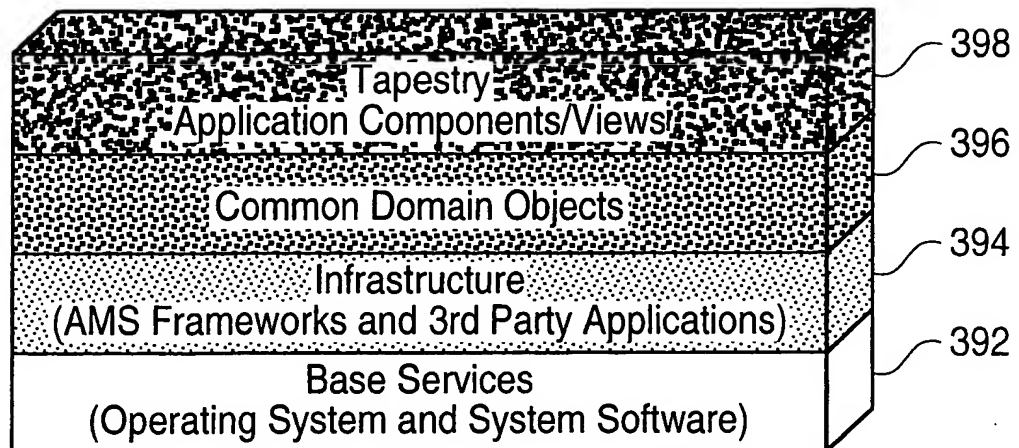 Tapestry
Application Components/Views
398
Common Domain Objects
396
Infrastructure
(AMS Frameworks and 3rd Party Applications)
394
Base Services
(Operating System and System Software)
392